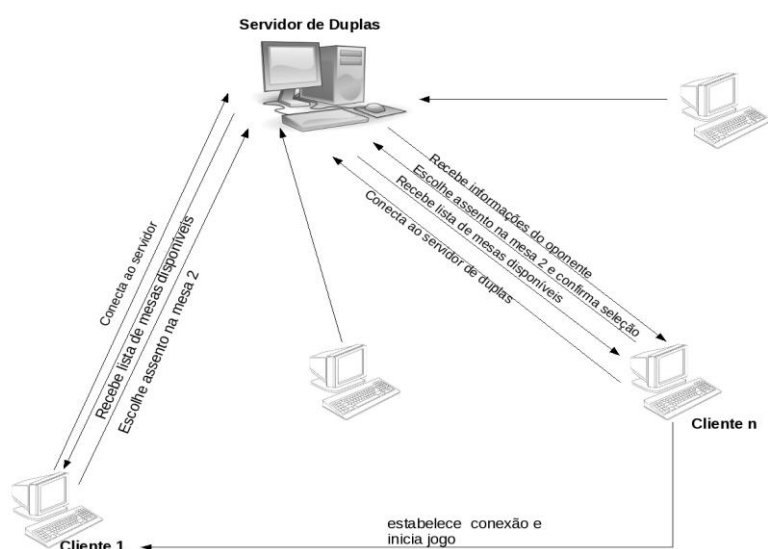 Servidor de Duplas
Conecta ao servidor
Recebe lista de mesas disponíveis
Escolhe assento na mesa 2
Recebe informações do oponente
Escolhe assento na mesa 2 e confirma seleção
Recebe lista de mesas disponíveis
Conecta ao servidor de duplas
Cliente n
estabelece conexão e
inicia jogo
Cliente 1